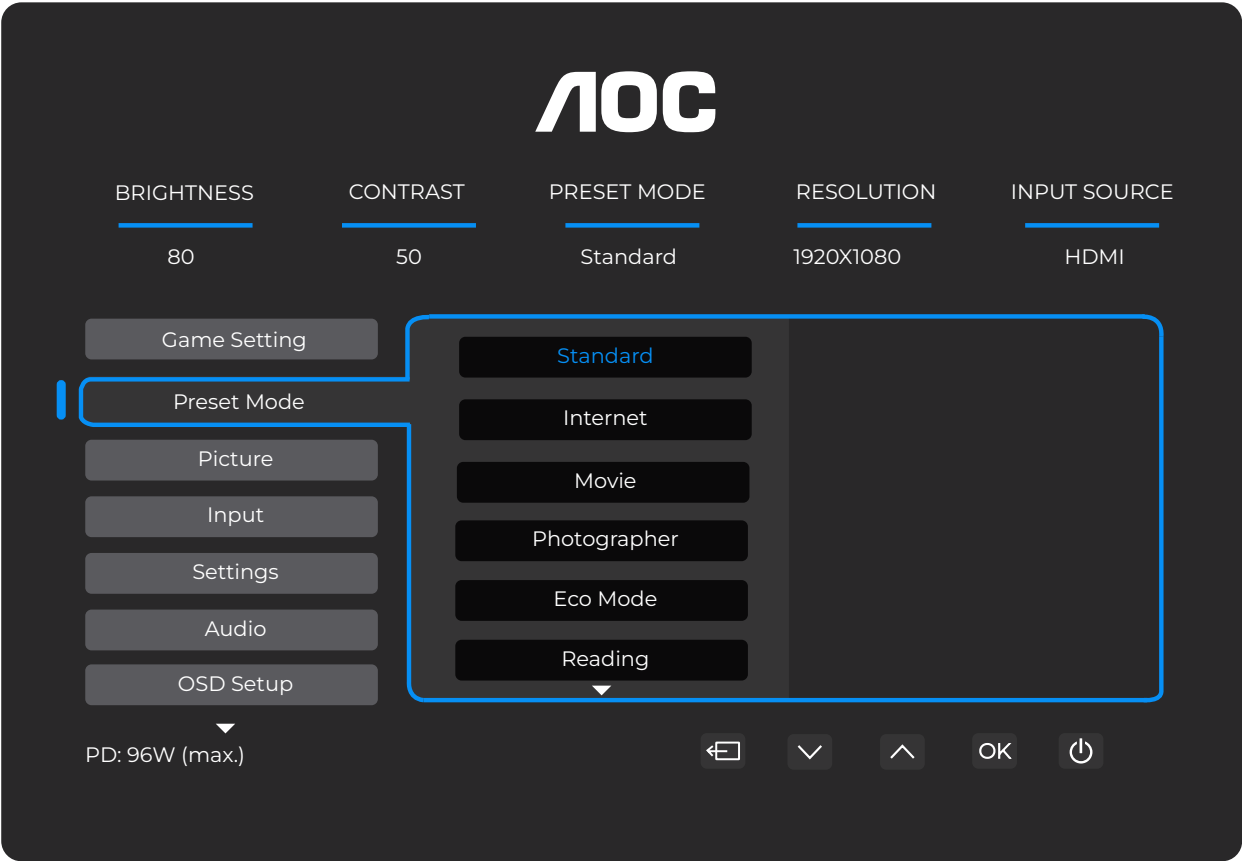 AOC
BRIGHTNESS CONTRAST PRESET MODE RESOLUTION INPUT SOURCE
80 50 Standard 1920X1080 HDMI
Game Setting
Preset Mode
Picture
Input
Settings
Audio
OSD Setup
Standard
Internet
Movie
Photographer
Eco Mode
Reading
PD: 96W (max.)
OK